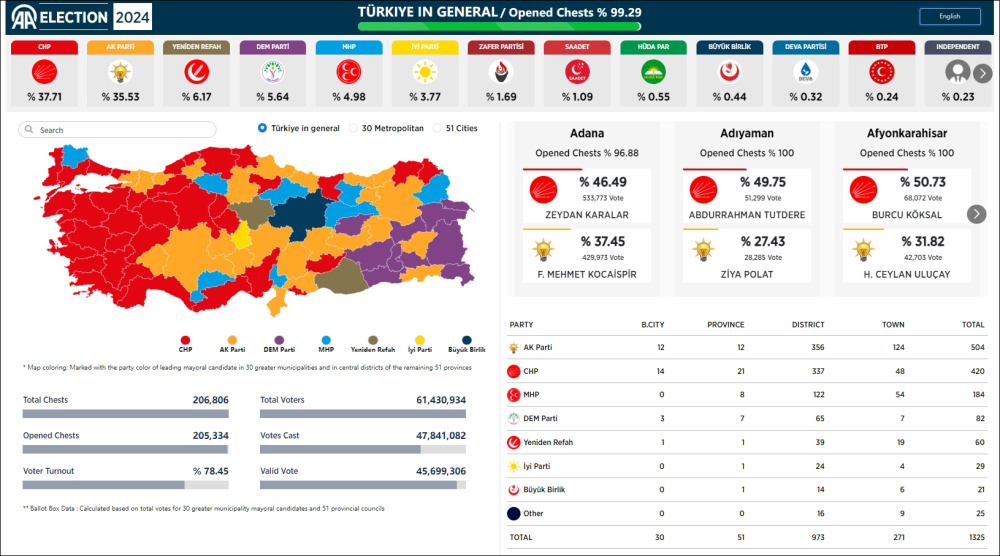 AA ELECTION 2024
TÜRKIYE IN GENERAL / Opened Chests % 99.29
English
CHP
% 37.71
AK PARTİ
% 35.53
YENİDEN REFAH
% 6.17
DEM PARTİ
% 5.64
MHP
% 4.98
İYİ PARTİ
% 3.77
ZAFER PARTİSİ
% 1.69
SAADET
SAADET
% 1.09
HÜDA PAR
% 0.55
BÜYÜK BİRLİK
% 0.44
DEVA PARTİSİ
DEVA
% 0.32
BTP
% 0.24
INDEPENDENT
% 0.23
Search
Türkiye in general
30 Metropolitan
51 Cities
CHP
AK Parti
DEM Parti
MHP
Yeniden Refah
İyi Parti
Büyük Birlik
* Map coloring: Marked with the party color of leading mayoral candidate in 30 greater municipalities and in central districts of the remaining 51 provinces
Total Chests 206,806
Total Voters 61,430,934
Opened Chests 205,334
Votes Cast 47,841,082
Voter Turnout % 78.45
Valid Vote 45,699,306
** Ballot Box Data : Calculated based on total votes for 30 greater municipality mayoral candidates and 51 provincial councils
Adana
Opened Chests % 96.88
% 46.49
533,773 Vote
ZEYDAN KARALAR
% 37.45
429,973 Vote
F. MEHMET KOCAİSPİR
Adıyaman
Opened Chests % 100
% 49.75
51,299 Vote
ABDURRAHMAN TUTDERE
% 27.43
28,285 Vote
ZİYA POLAT
Afyonkarahisar
Opened Chests % 100
% 50.73
68,072 Vote
BURCU KÖKSAL
% 31.82
42,703 Vote
H. CEYLAN ULUÇAY
PARTY B.CITY PROVINCE DISTRICT TOWN TOTAL
AK Parti 12 12 356 124 504
CHP 14 21 337 48 420
MHP 0 8 122 54 184
DEM Parti 3 7 65 7 82
Yeniden Refah 1 1 39 19 60
İyi Parti 0 1 24 4 29
Büyük Birlik 0 1 14 6 21
Other 0 0 16 9 25
TOTAL 30 51 973 271 1325